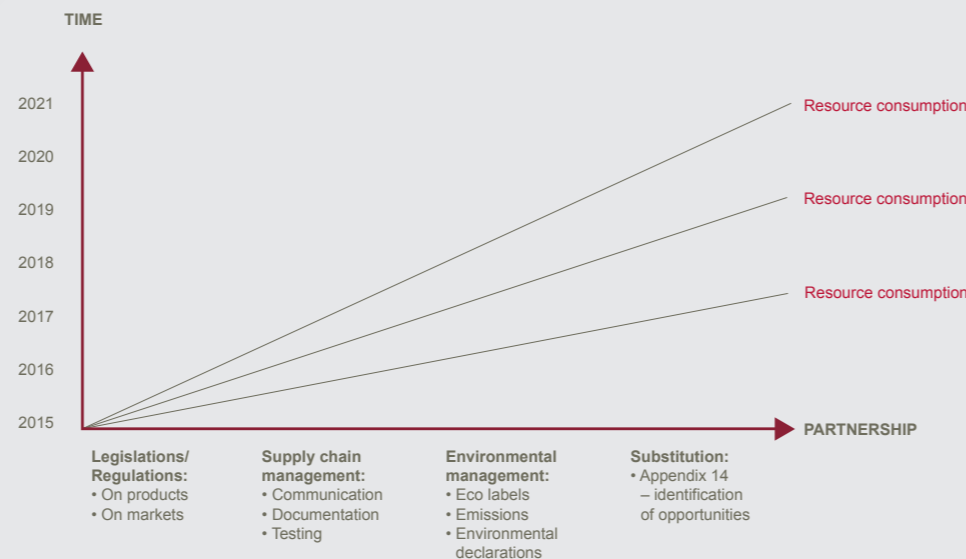 TIME
2021
2020
2019
2018
2017
2016
2015
Resource consumption
Resource consumption
Resource consumption
PARTNERSHIP
Legislations/
Regulations:
• On products
• On markets
Supply chain
management:
• Communication
• Documentation
• Testing
Environmental
management:
• Eco labels
• Emissions
• Environmental
declarations
Substitution:
• Appendix 14
– identification
of opportunities